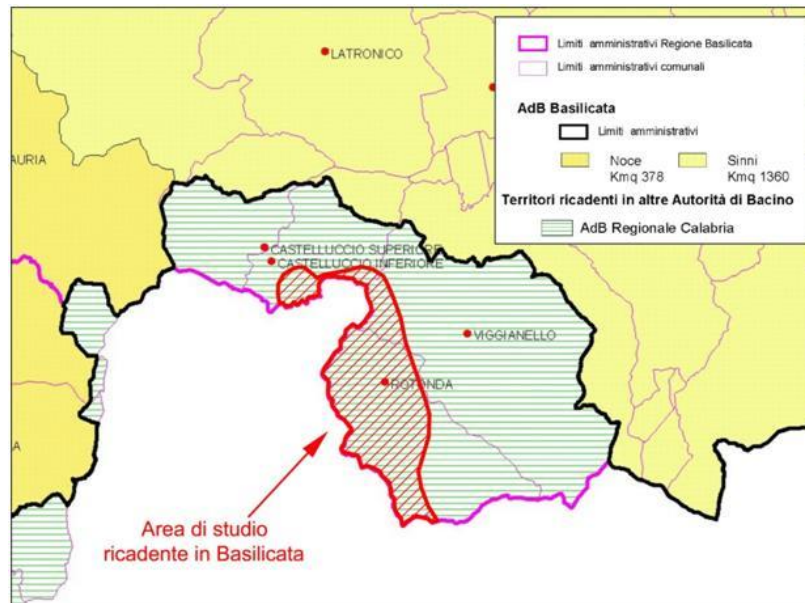 LATRONICO
AURIA
CASTELLUCCIO SUPERIORE
CASTELLUCCIO INFERIORE
VIGGIANELLO
ROTONDA
A
Area di studio
ricadente in Basilicata
Limiti amministrativi Regione Basilicata
Limiti amministrativi comunali
AdB Basilicata
Limiti amministrativi
Noce
Kmq 378
Sinni
Kmq 1360
Territori ricadenti in altre Autorità di Bacino
AdB Regionale Calabria